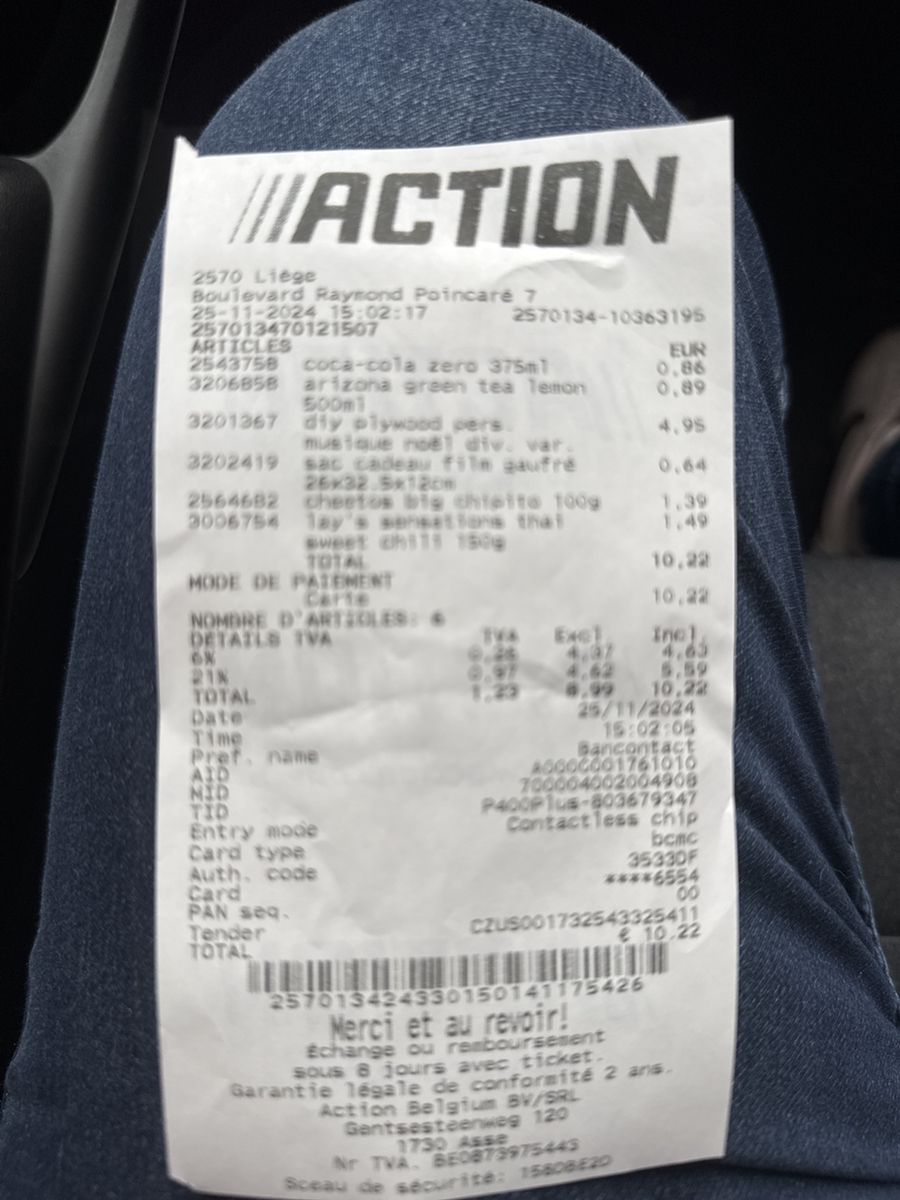 ///ACTION
2570 Liège
Boulevard Raymond Poincaré 7
25-11-2024 15:02:17 2570134-10363195
257013470121507
ARTICLES EUR
2543758 coca-cola zero 375ml 0,86
3206858 arizona green tea lemon 0,89
500ml
3201367 diy plywood pers. 4,95
musique noël div. var.
3202419 sac cadeau film gaufré 0,64
26x32.5x12cm
2564682 cheetos big chipito 100g 1,39
3006754 lay's sensations thai 1,49
sweet chili 150g
TOTAL 10,22
MODE DE PAIEMENT
Carte 10,22
NOMBRE D'ARTICLES: 6
DETAILS TVA TVA Excl. Incl.
6% 0,26 4,37 4,63
21% 0,97 4,62 5,59
TOTAL 1,23 8,99 10,22
Date 25/11/2024
Time 15:02:05
Pref. name Bancontact
AID A0000001761010
MID 700004002004908
TID P400Plus-803679347
Entry mode Contactless chip
Card type bcmc
Auth. code 35330F
Card ****6554
PAN seq. 00
Tender CZUS001732543325411
TOTAL € 10,22
257013424330150141175426
Merci et au revoir!
Échange ou remboursement
sous 8 jours avec ticket.
Garantie légale de conformité 2 ans.
Action Belgium BV/SRL
Gentsesteenweg 120
1730 Asse
Nr TVA. BE0873975443
Sceau de sécurité: 15808E20